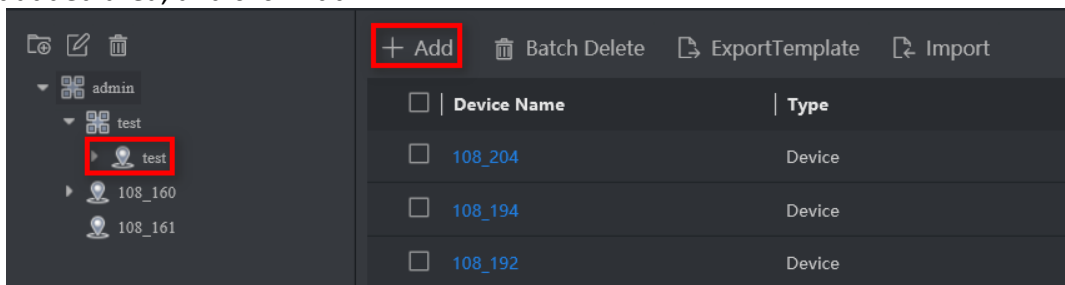 + Add Batch Delete ExportTemplate Import
admin
test
test
108_160
108_161
Device Name Type
108_204 Device
108_194 Device
108_192 Device